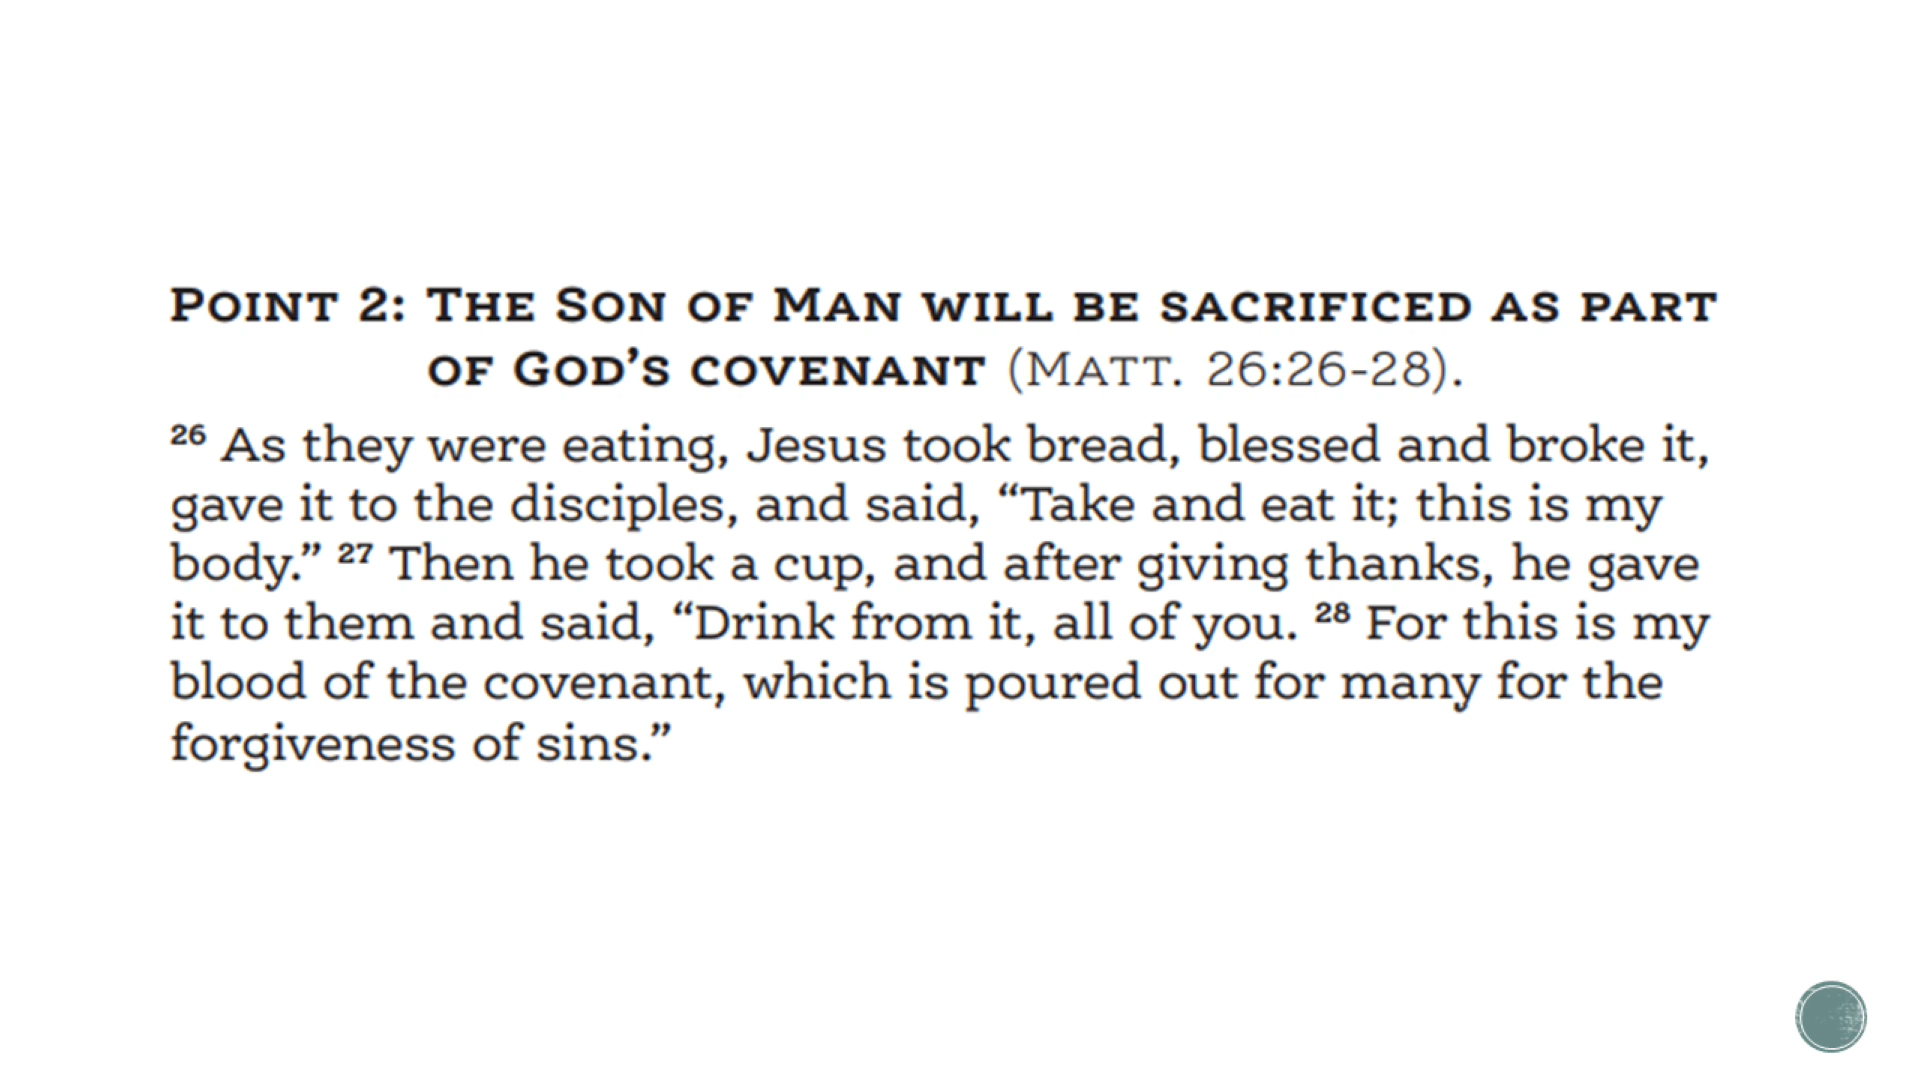 Point 2: The Son of Man will be sacrificed as part
of God’s covenant (Matt. 26:26-28).
26 As they were eating, Jesus took bread, blessed and broke it,
gave it to the disciples, and said, “Take and eat it; this is my
body.” 27 Then he took a cup, and after giving thanks, he gave
it to them and said, “Drink from it, all of you. 28 For this is my
blood of the covenant, which is poured out for many for the
forgiveness of sins.”